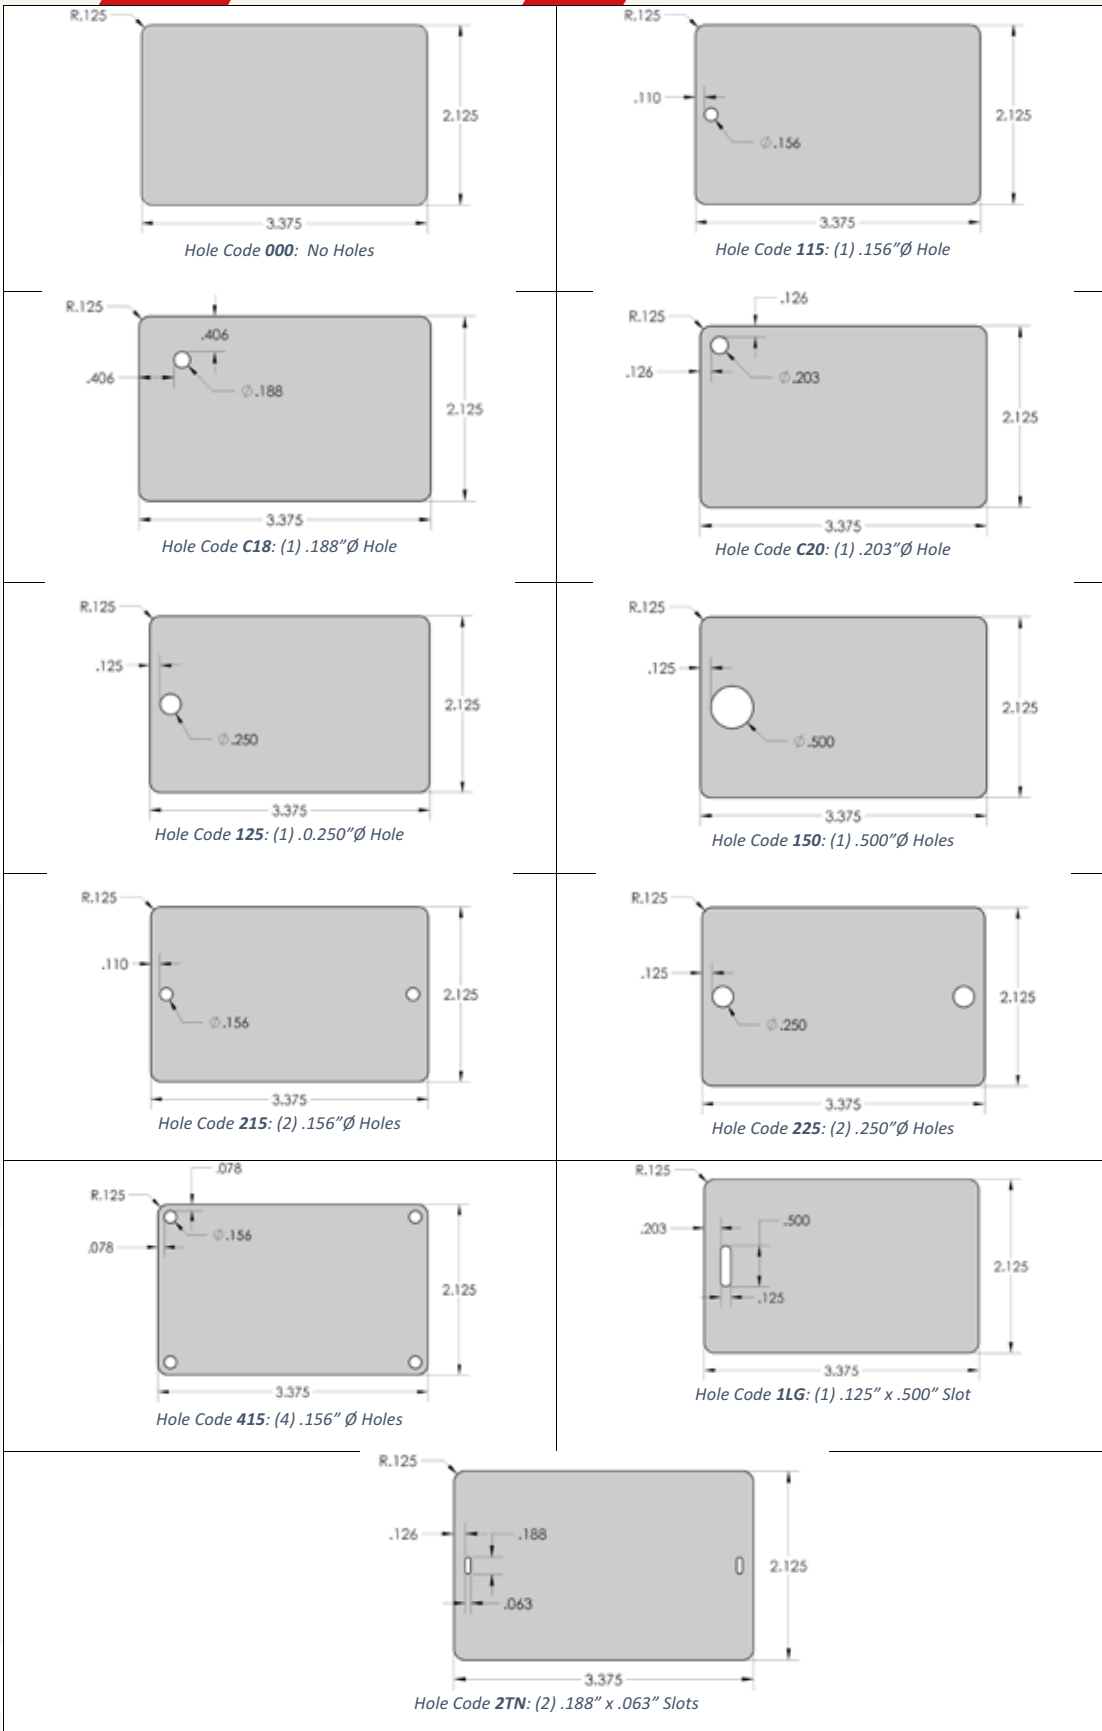 R.125
2.125
3.375
Hole Code 000: No Holes
R.125
.110
Ø.156
2.125
3.375
Hole Code 115: (1) .156”Ø Hole
R.125
.406
.406
Ø.188
2.125
3.375
Hole Code C18: (1) .188”Ø Hole
.126
R.125
.126
Ø.203
2.125
3.375
Hole Code C20: (1) .203”Ø Hole
R.125
.125
Ø.250
2.125
3.375
Hole Code 125: (1) .0.250”Ø Hole
R.125
.125
Ø.500
2.125
3.375
Hole Code 150: (1) .500”Ø Holes
R.125
.110
Ø.156
2.125
3.375
Hole Code 215: (2) .156”Ø Holes
R.125
.125
Ø.250
2.125
3.375
Hole Code 225: (2) .250”Ø Holes
.078
R.125
Ø.156
.078
2.125
3.375
Hole Code 415: (4) .156” Ø Holes
R.125
.203
.500
2.125
.125
3.375
Hole Code 1LG: (1) .125” x .500” Slot
R.125
.126
.188
2.125
.063
3.375
Hole Code 2TN: (2) .188” x .063” Slots